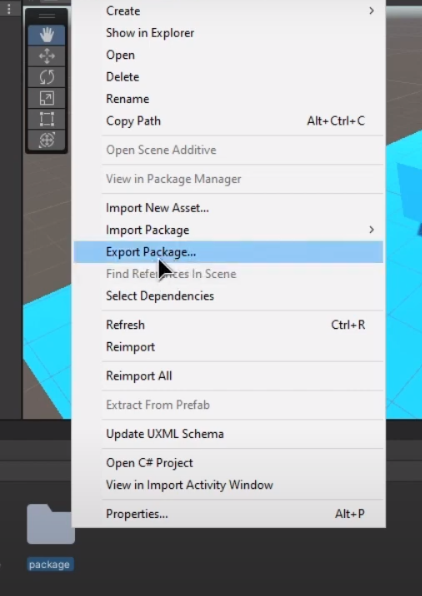 Create
Show in Explorer
Open
Delete
Rename
Copy Path Alt+Ctrl+C
Open Scene Additive
View in Package Manager
Import New Asset...
Import Package
Export Package...
Find References In Scene
Select Dependencies
Refresh Ctrl+R
Reimport
Reimport All
Extract From Prefab
Update UXML Schema
Open C# Project
View in Import Activity Window
Properties... Alt+P
package